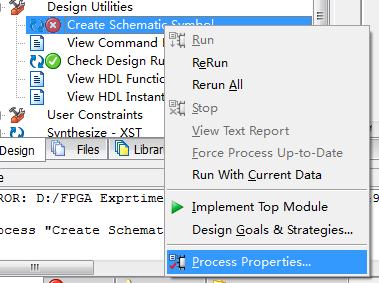 Design Utilities
Create Schematic Symbol
View Command
Check Design Ru
View HDL Functio
View HDL Instant
User Constraints
Synthesize - XST
Design
Files
Librar
ROR: D:/FPGA Exprtime
ocess "Create Schemat
Run
ReRun
Rerun All
Stop
View Text Report
Force Process Up-to-Date
Run With Current Data
Implement Top Module
Design Goals & Strategies...
Process Properties...